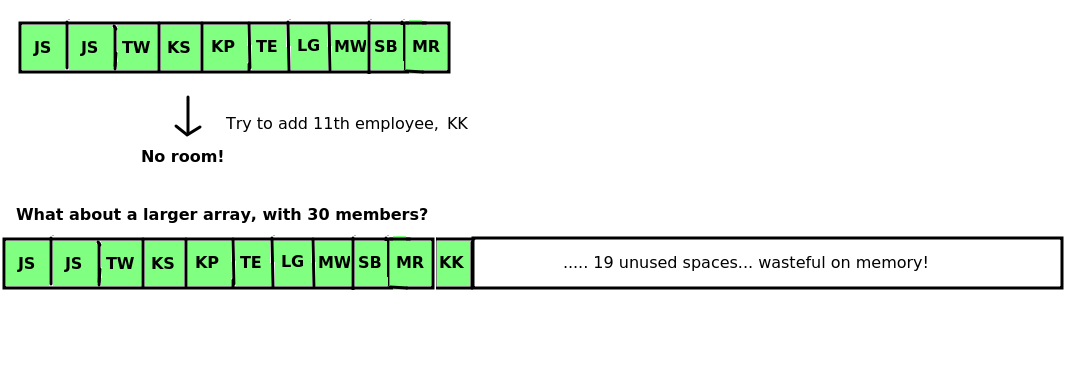 JS JS TW KS KP TE LG MW SB MR
Try to add 11th employee, KK
No room!
What about a larger array, with 30 members?
JS JS TW KS KP TE LG MW SB MR KK ..... 19 unused spaces... wasteful on memory!